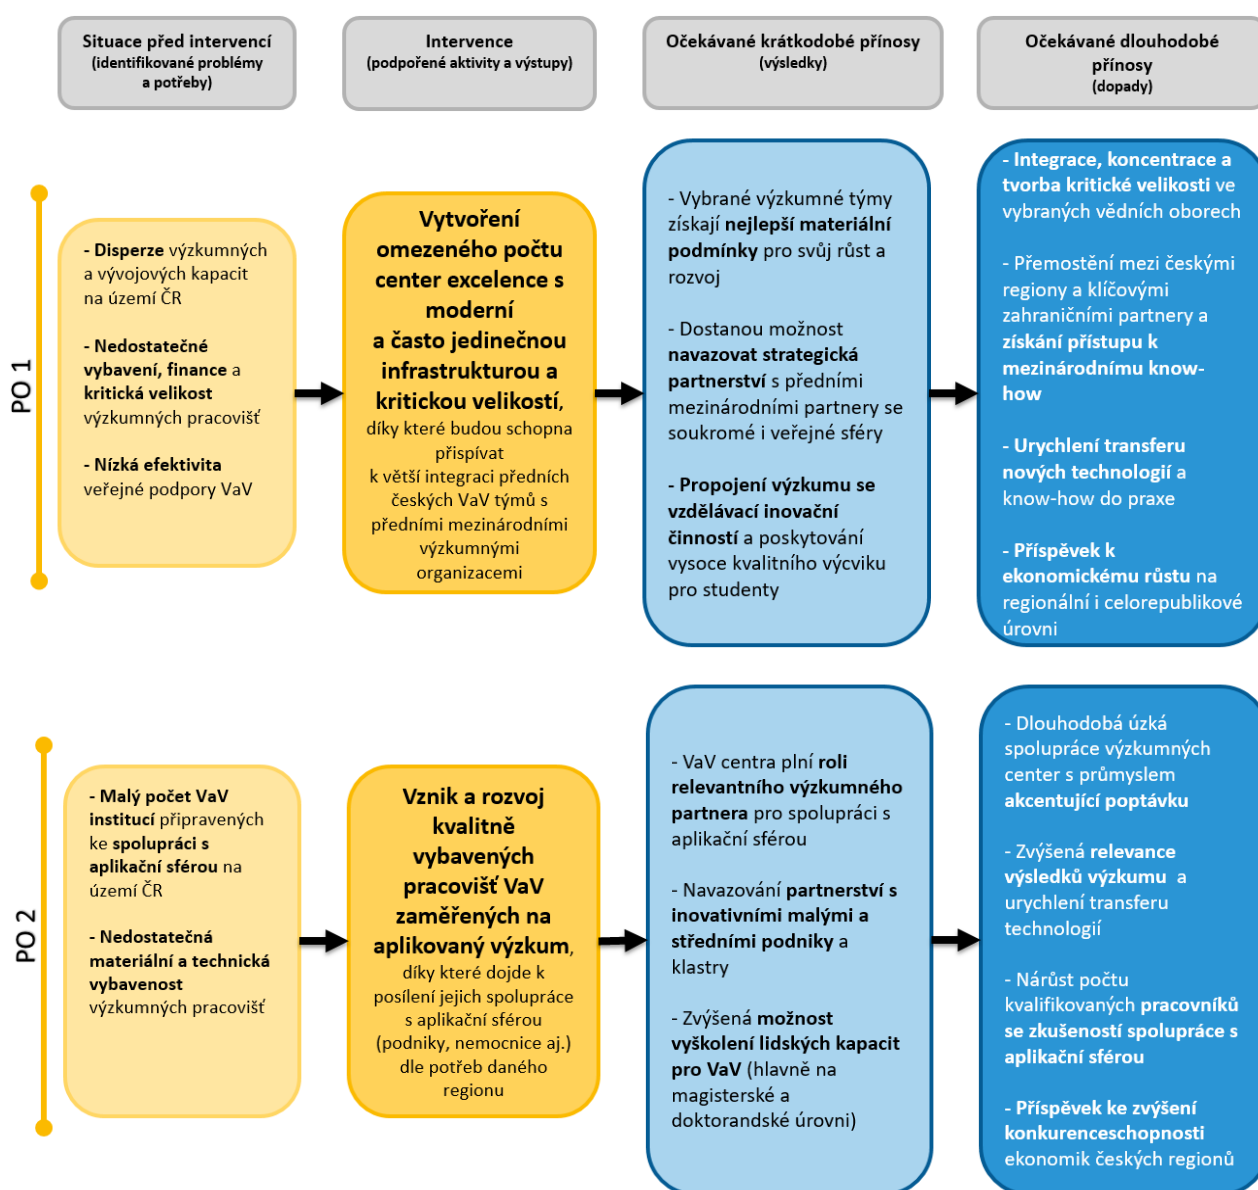 Situace před intervencí
(identifikované problémy
a potřeby)
Intervence
(podpořené aktivity a výstupy)
Očekávané krátkodobé přínosy
(výsledky)
Očekávané dlouhodobé
přínosy
(dopady)
PO 1
- Disperze výzkumných
a vývojových kapacit
na území ČR
- Nedostatečné
vybavení, finance a
kritická velikost
výzkumných pracovišť
- Nízká efektivita
veřejné podpory VaV
Vytvoření
omezeného počtu
center excelence s
moderní
a často jedinečnou
infrastrukturou a
kritickou velikostí,
díky které budou schopna
přispívat
k větší integraci předních
českých VaV týmů s
předními mezinárodními
výzkumnými
organizacemi
- Vybrané výzkumné týmy
získají nejlepší materiální
podmínky pro svůj růst a
rozvoj
- Dostanou možnost
navazovat strategická
partnerství s předními
mezinárodními partnery se
soukromé i veřejné sféry
- Propojení výzkumu se
vzdělávací inovační
činností a poskytování
vysoce kvalitního výcviku
pro studenty
- Integrace, koncentrace a
tvorba kritické velikosti ve
vybraných vědních oborech
- Přemostění mezi českými
regiony a klíčovými
zahraničními partnery a
získání přístupu k
mezinárodnímu know-
how
- Urychlení transferu
nových technologií a
know-how do praxe
- Příspěvek k
ekonomickému růstu na
regionální i celorepublikové
úrovni
PO 2
- Malý počet VaV
institucí připravených
ke spolupráci s
aplikační sférou na
území ČR
- Nedostatečná
materiální a technická
vybavenost
výzkumných pracovišť
Vznik a rozvoj
kvalitně
vybavených
pracovišť VaV
zaměřených na
aplikovaný výzkum,
díky které dojde k
posílení jejich spolupráce
s aplikační sférou
(podniky, nemocnice aj.)
dle potřeb daného
regionu
- VaV centra plní roli
relevantního výzkumného
partnera pro spolupráci s
aplikační sférou
- Navazování partnerství s
inovativními malými a
středními podniky a
klastry
- Zvýšená možnost
vyškolení lidských kapacit
pro VaV (hlavně na
magisterské a
doktorandské úrovni)
- Dlouhodobá úzká
spolupráce výzkumných
center s průmyslem
akcentující poptávku
- Zvýšená relevance
výsledků výzkumu a
urychlení transferu
technologií
- Nárůst počtu
kvalifikovaných pracovníků
se zkušeností spolupráce s
aplikační sférou
- Příspěvek ke zvýšení
konkurenceschopnosti
ekonomik českých regionů